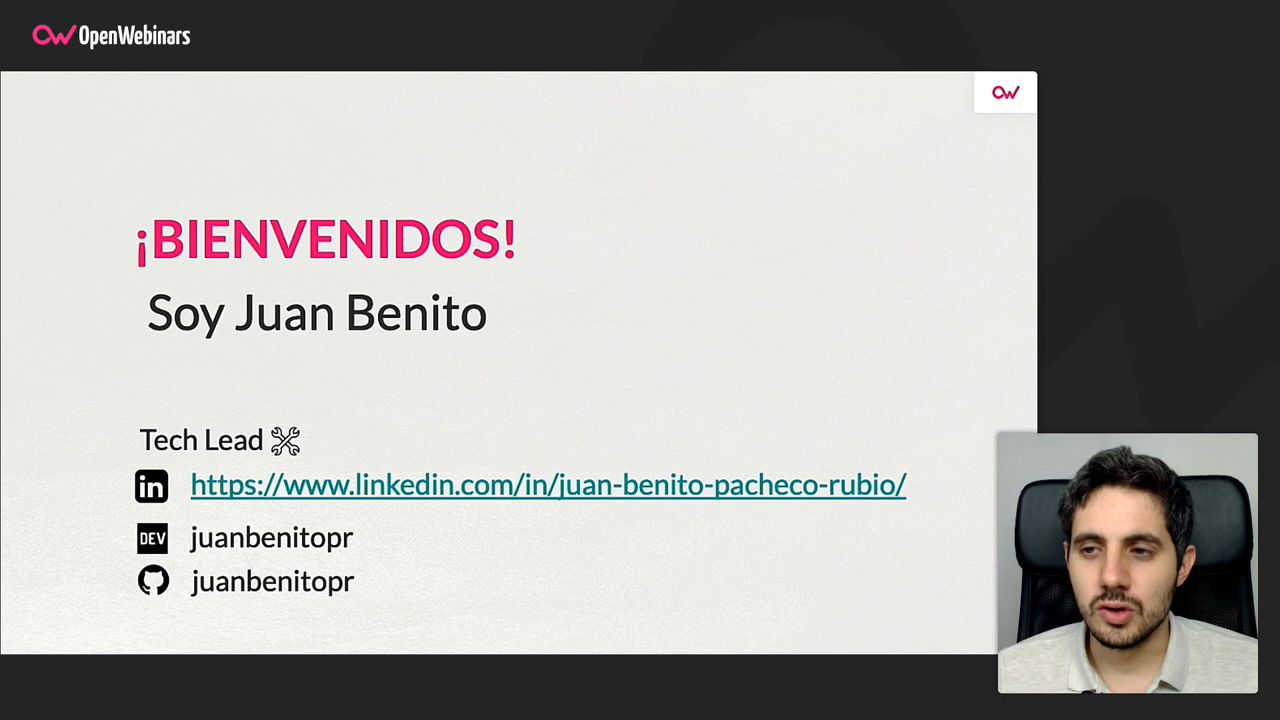 OpenWebinars
¡BIENVENIDOS!
Soy Juan Benito
Tech Lead
in https://www.linkedin.com/in/juan-benito-pacheco-rubio/
DEV juanbenitopr
juanbenitopr